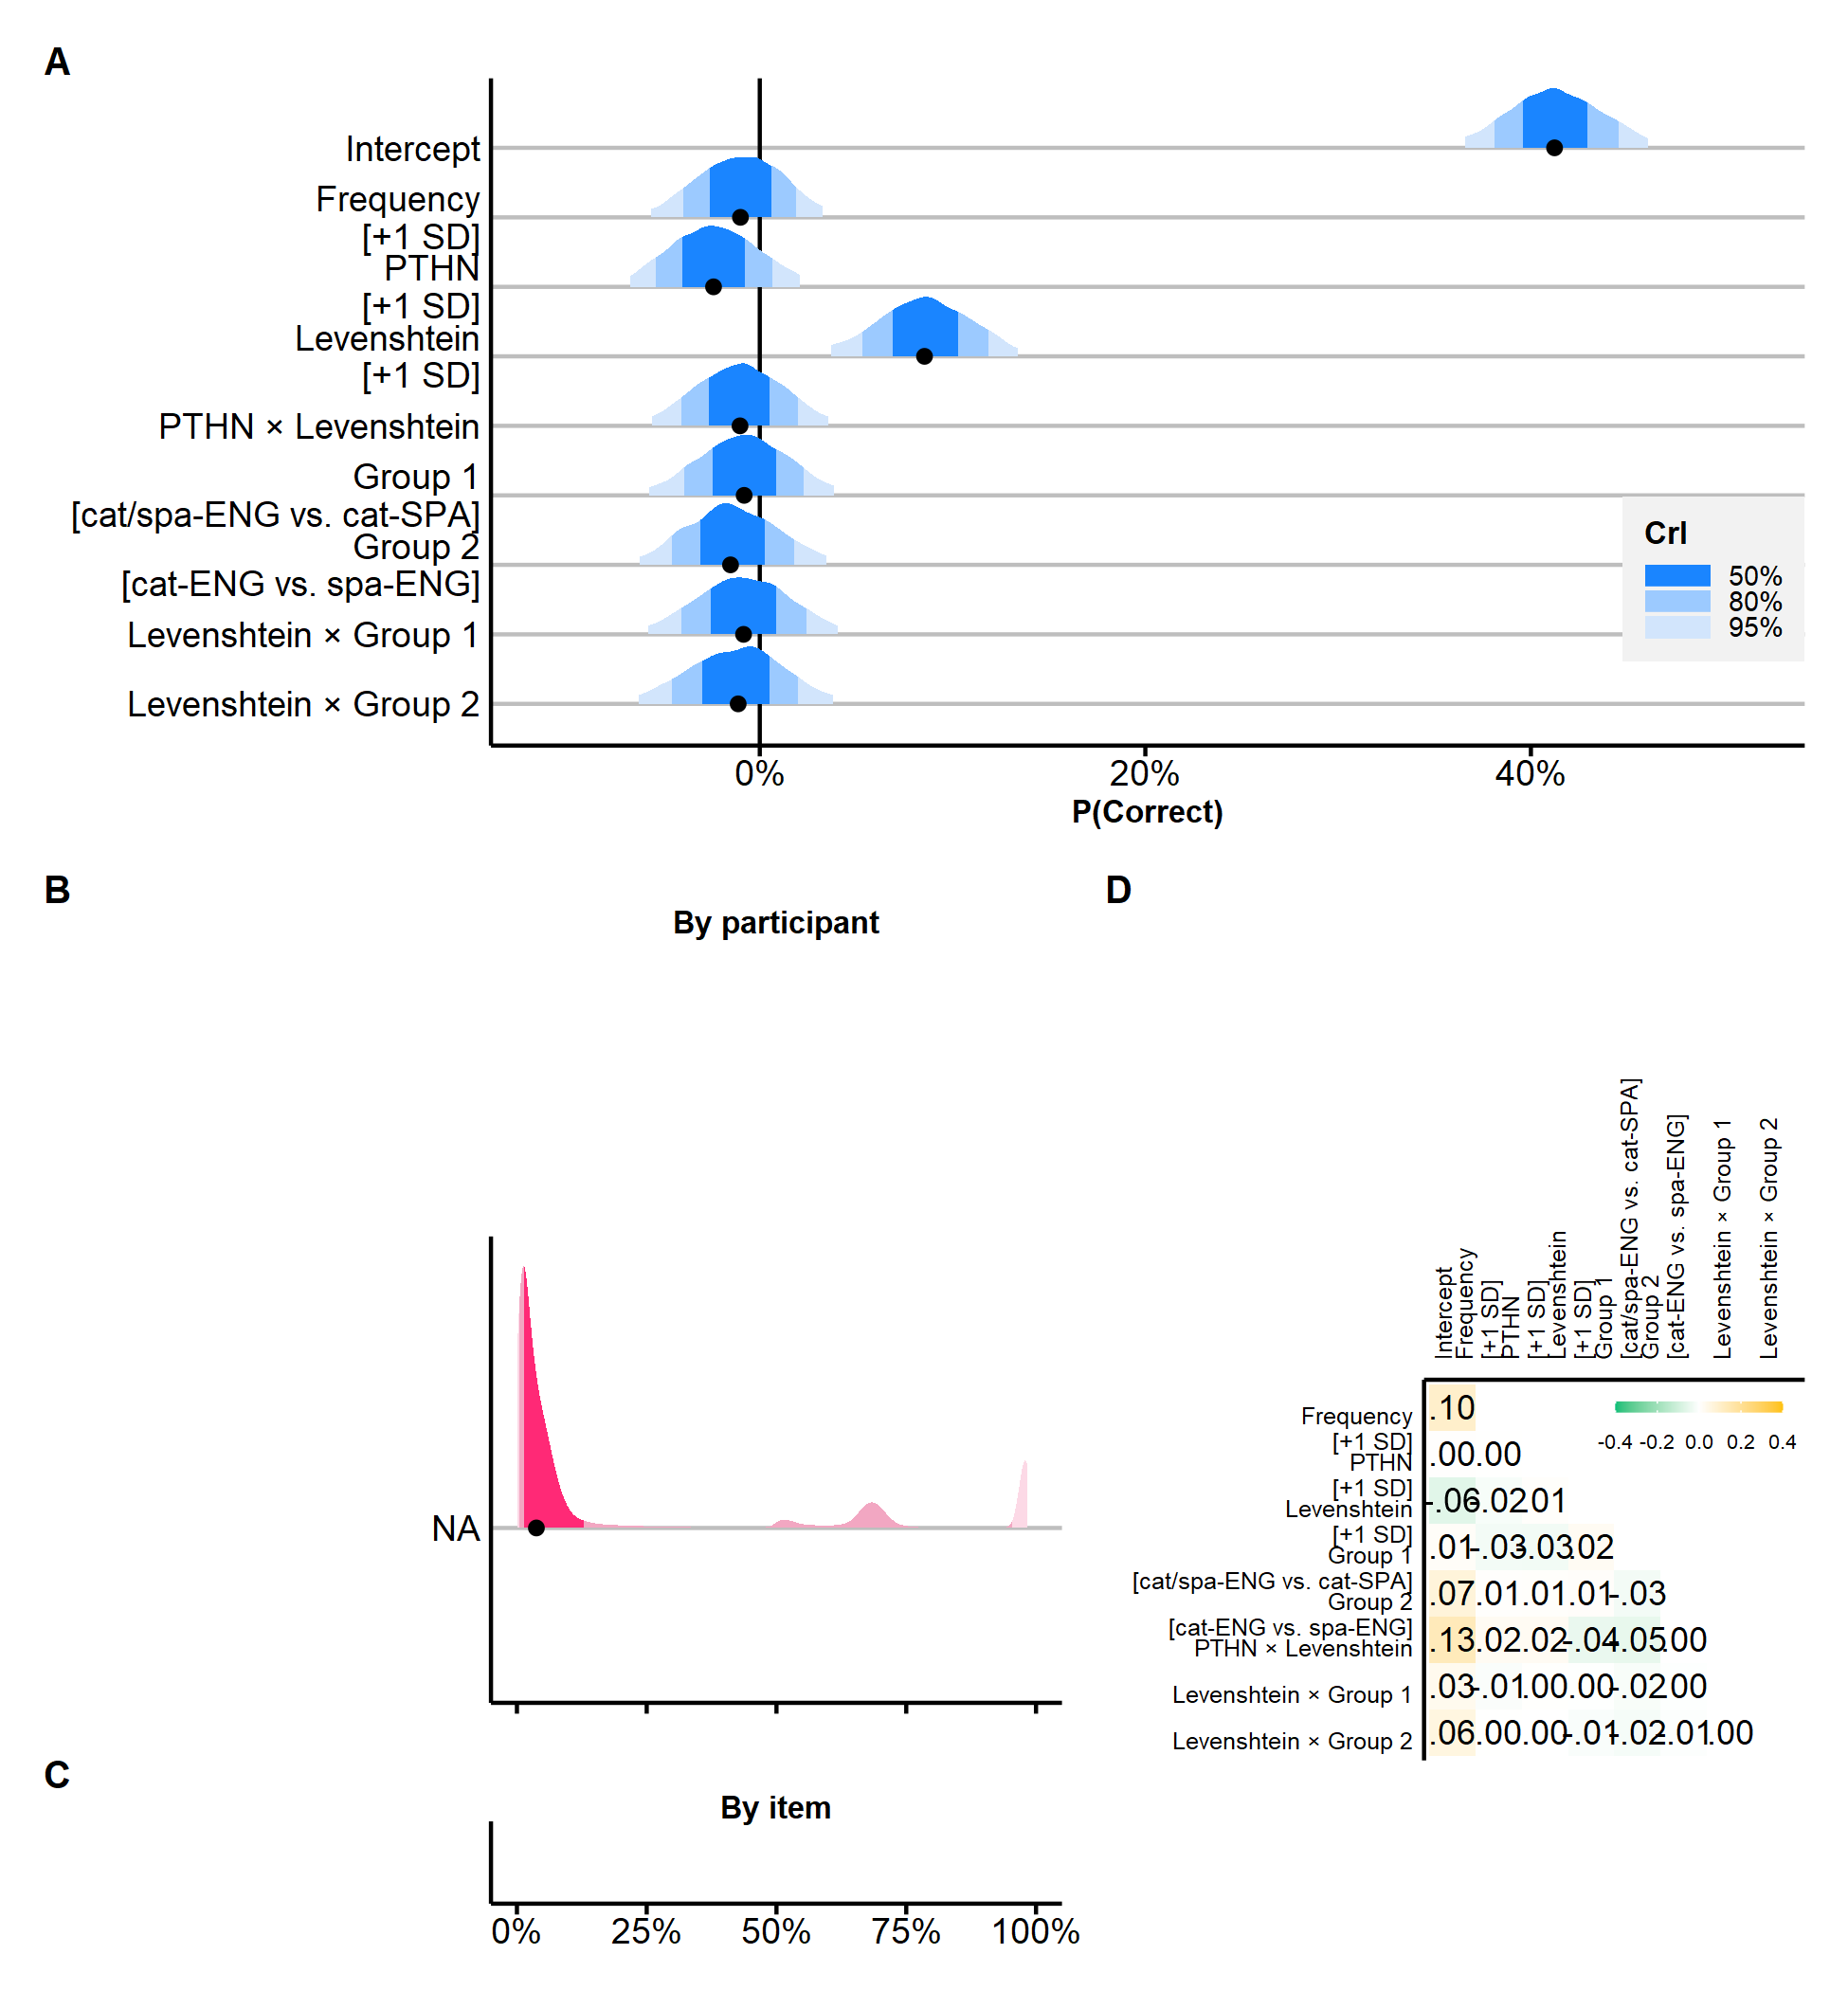 A
Intercept
Frequency
[+1 SD]
PTHN
[+1 SD]
Levenshtein
[+1 SD]
PTHN × Levenshtein
Group 1
[cat/spa-ENG vs. cat-SPA]
Group 2
[cat-ENG vs. spa-ENG]
Levenshtein × Group 1
Levenshtein × Group 2
CrI
50%
80%
95%
0% 20% 40%
P(Correct)
B
By participant
NA
C
By item
0% 25% 50% 75% 100%
D
Intercept
Frequency
[+1 SD]
PTHN
[+1 SD]
Levenshtein
[+1 SD]
Group 1
[cat/spa-ENG vs. cat-SPA]
Group 2
[cat-ENG vs. spa-ENG]
Levenshtein × Group 1
Levenshtein × Group 2
-0.4 -0.2 0.0 0.2 0.4
Frequency
[+1 SD]
PTHN
[+1 SD]
Levenshtein
[+1 SD]
Group 1
[cat/spa-ENG vs. cat-SPA]
Group 2
[cat-ENG vs. spa-ENG]
PTHN × Levenshtein
Levenshtein × Group 1
Levenshtein × Group 2
.10
.00 .00
-.06 -.02 .01
.01 -.03 -.03 .02
.07 .01 .01 .01 -.03
.13 .02 .02 -.04 -.05 .00
.03 -.01 .00 .00 -.02 .00
.06 .00 .00 -.01 -.02 -.01 .00